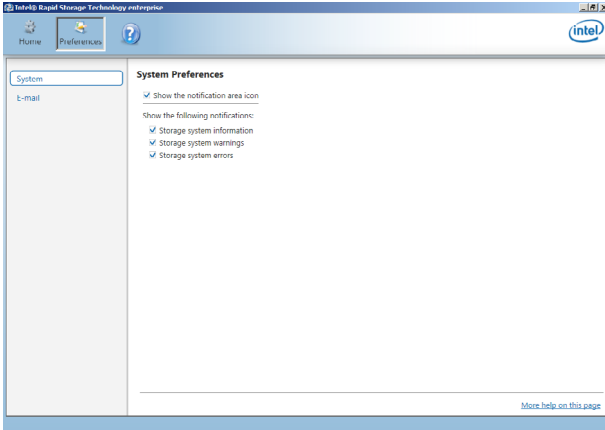 Intel® Rapid Storage Technology enterprise
Home
Preferences
?
intel
System
E-mail
System Preferences
Show the notification area icon
Show the following notifications:
Storage system information
Storage system warnings
Storage system errors
More help on this page